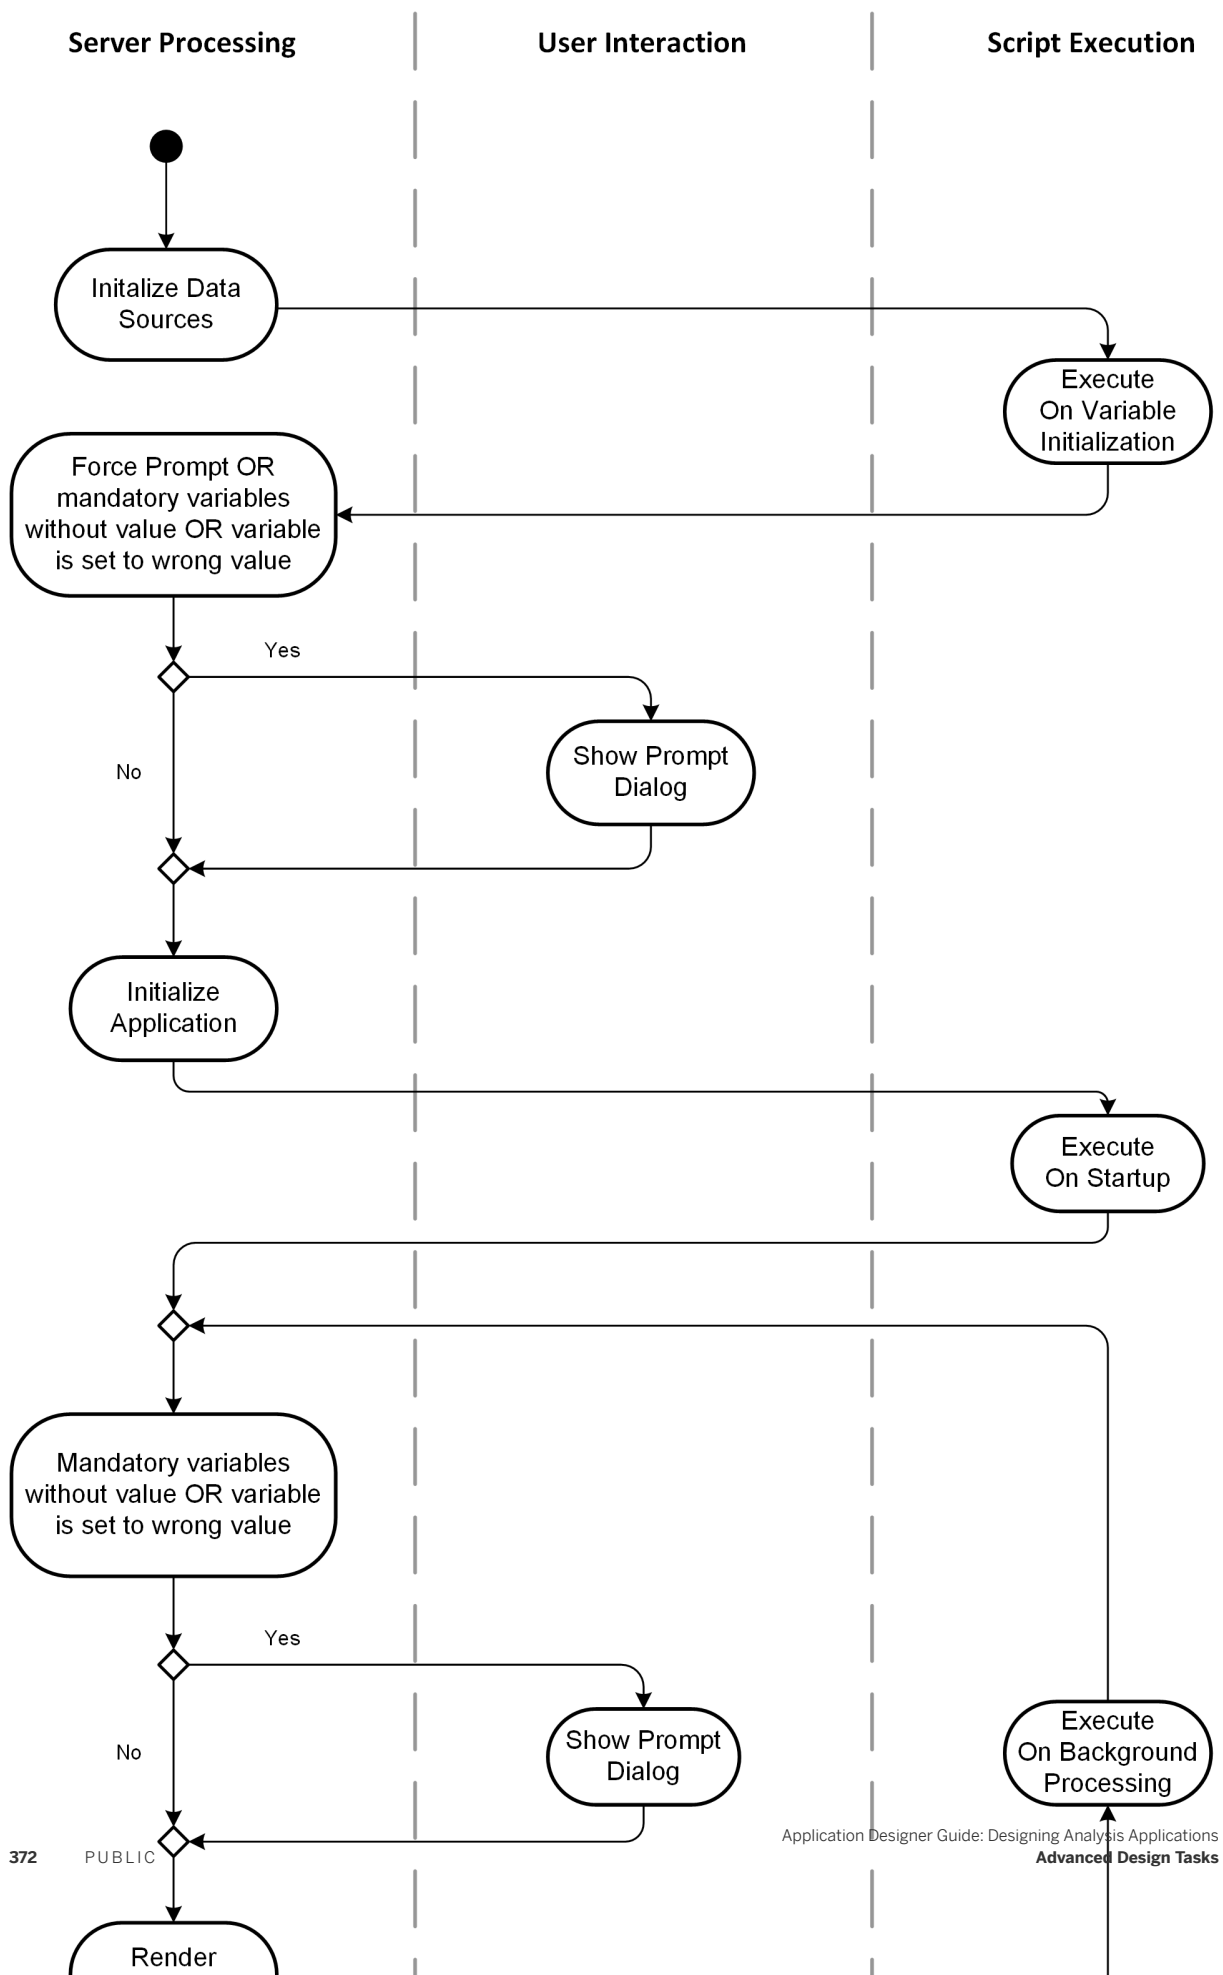 Server Processing
User Interaction
Script Execution
Initalize Data
Sources
Execute
On Variable
Initialization
Force Prompt OR
mandatory variables
without value OR variable
is set to wrong value
Yes
No
Show Prompt
Dialog
Initialize
Application
Execute
On Startup
Mandatory variables
without value OR variable
is set to wrong value
Yes
No
Show Prompt
Dialog
Execute
On Background
Processing
Application Designer Guide: Designing Analysis Applications
372 PUBLIC Advanced Design Tasks
Render